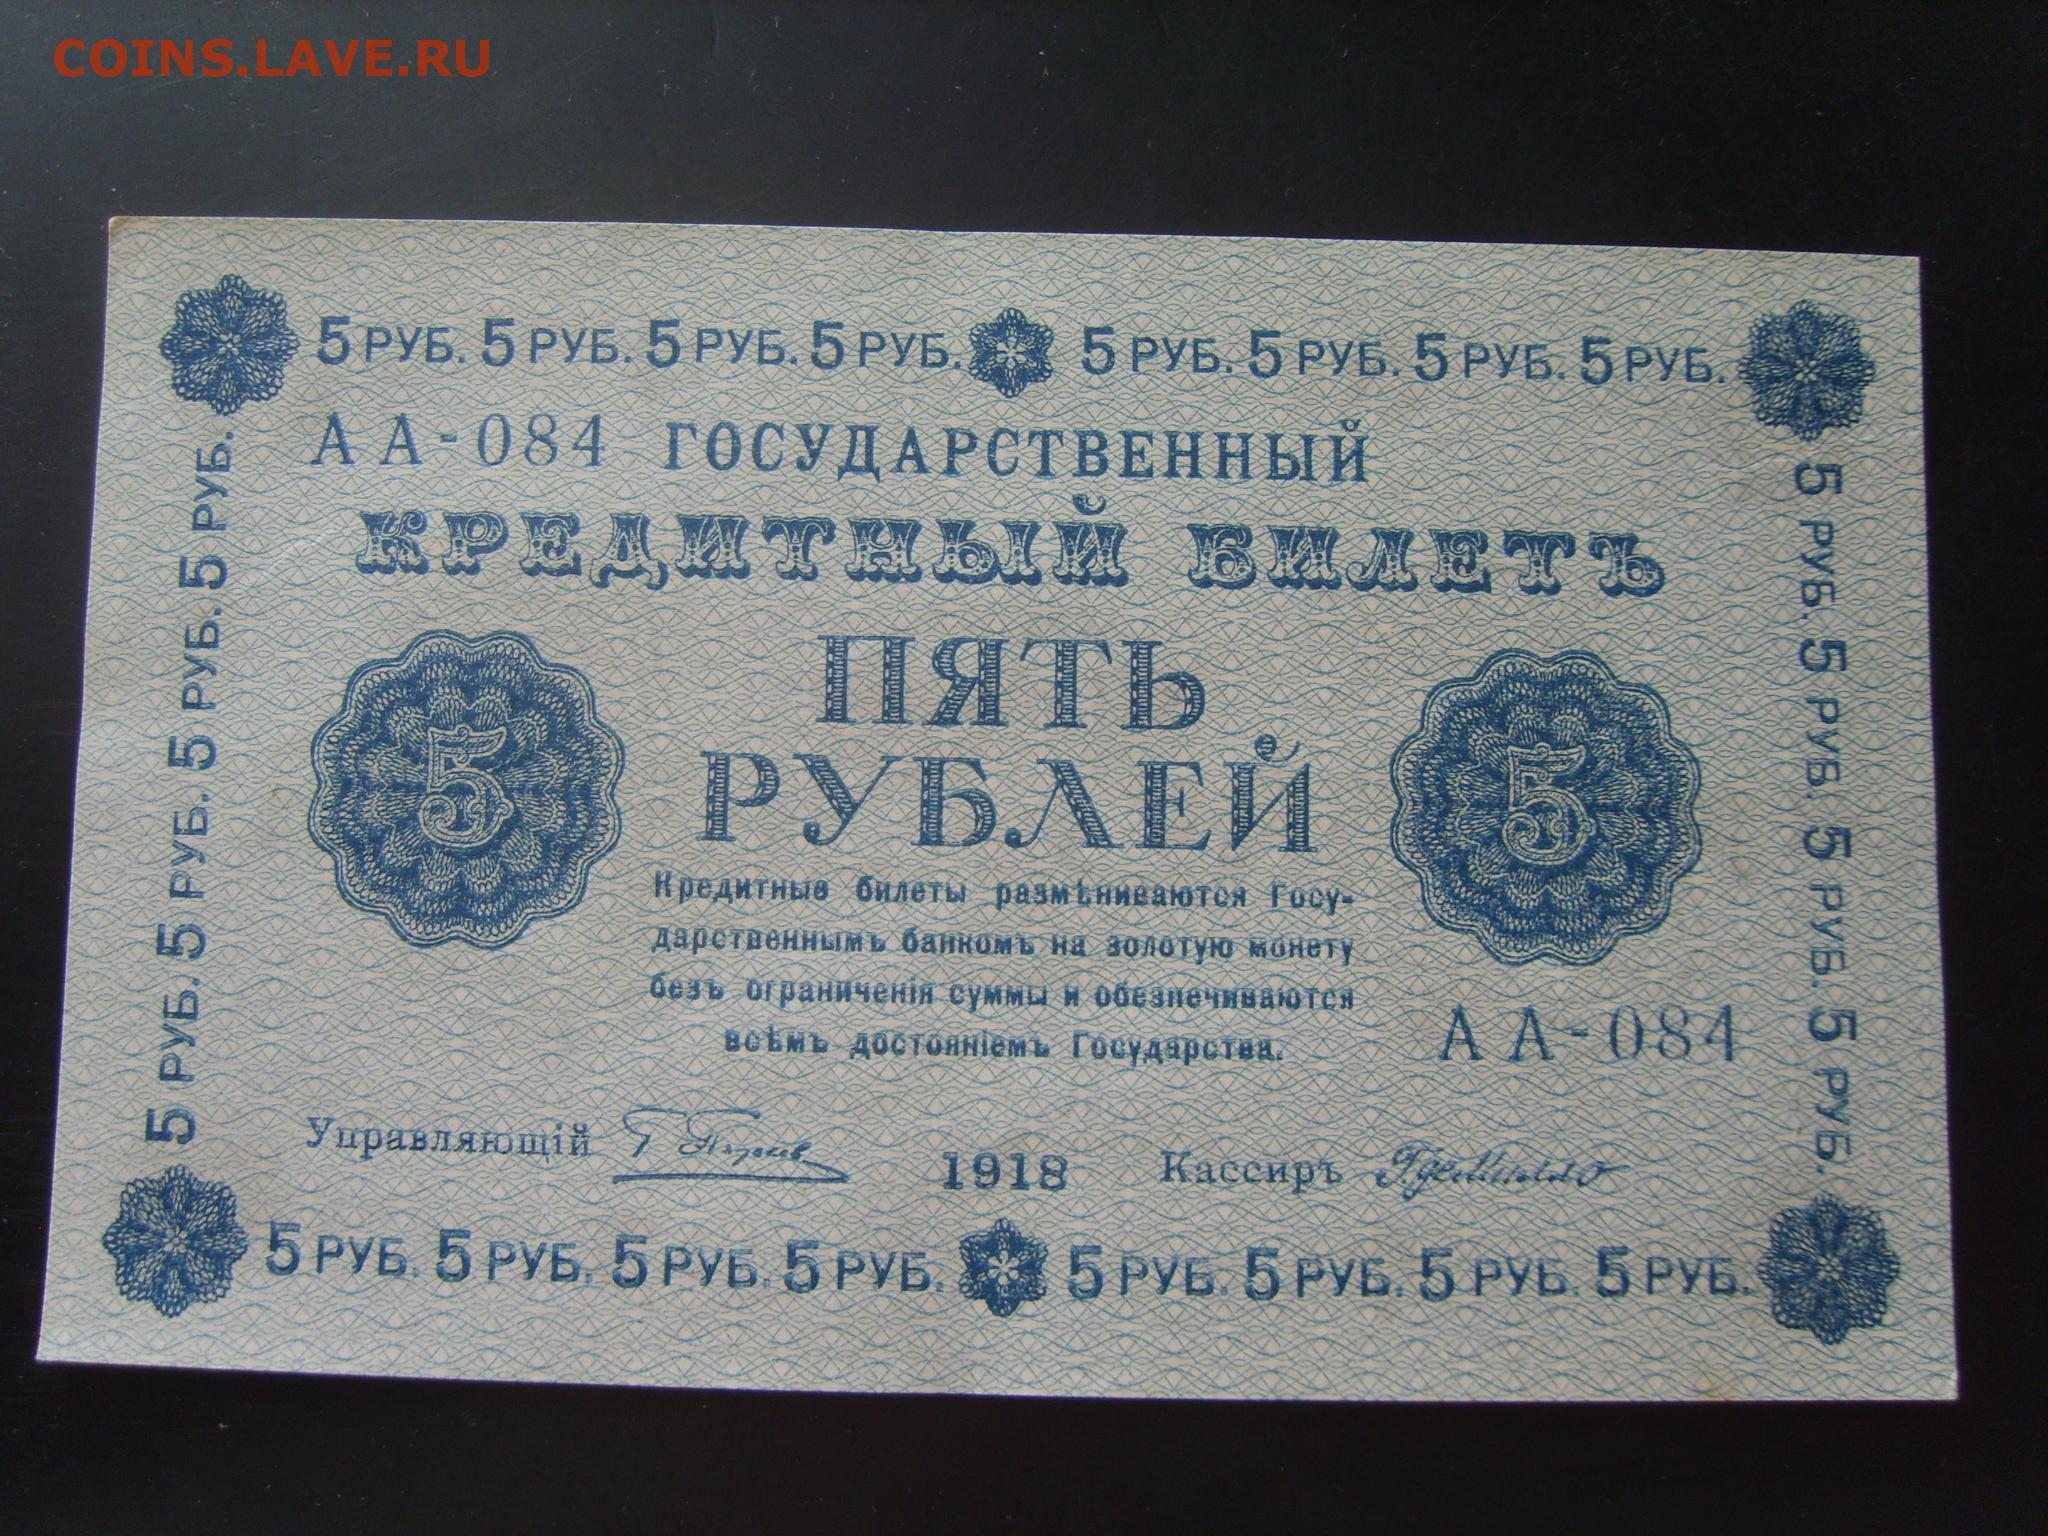 COINS.LAVE.RU
5 РУБ. 5 РУБ. 5 РУБ. 5 РУБ. 5 РУБ. 5 РУБ. 5 РУБ. 5 РУБ.
АА-084 ГОСУДАРСТВЕННЫЙ
КРЕДИТНЫЙ БИЛЕТЪ
5 РУБ. 5 РУБ. 5 РУБ. 5 РУБ.
5
ПЯТЬ
РУБЛЕЙ
5
5 РУБ. 5 РУБ. 5 РУБ. 5 РУБ.
Кредитные билеты размѣниваются Госу-
дарственнымъ банкомъ на золотую монету
безъ ограниченія суммы и обезпечиваются
всѣмъ достояніемъ Государства.
АА-084
Управляющій
1918 Кассиръ
5 РУБ. 5 РУБ. 5 РУБ. 5 РУБ. 5 РУБ. 5 РУБ. 5 РУБ. 5 РУБ.